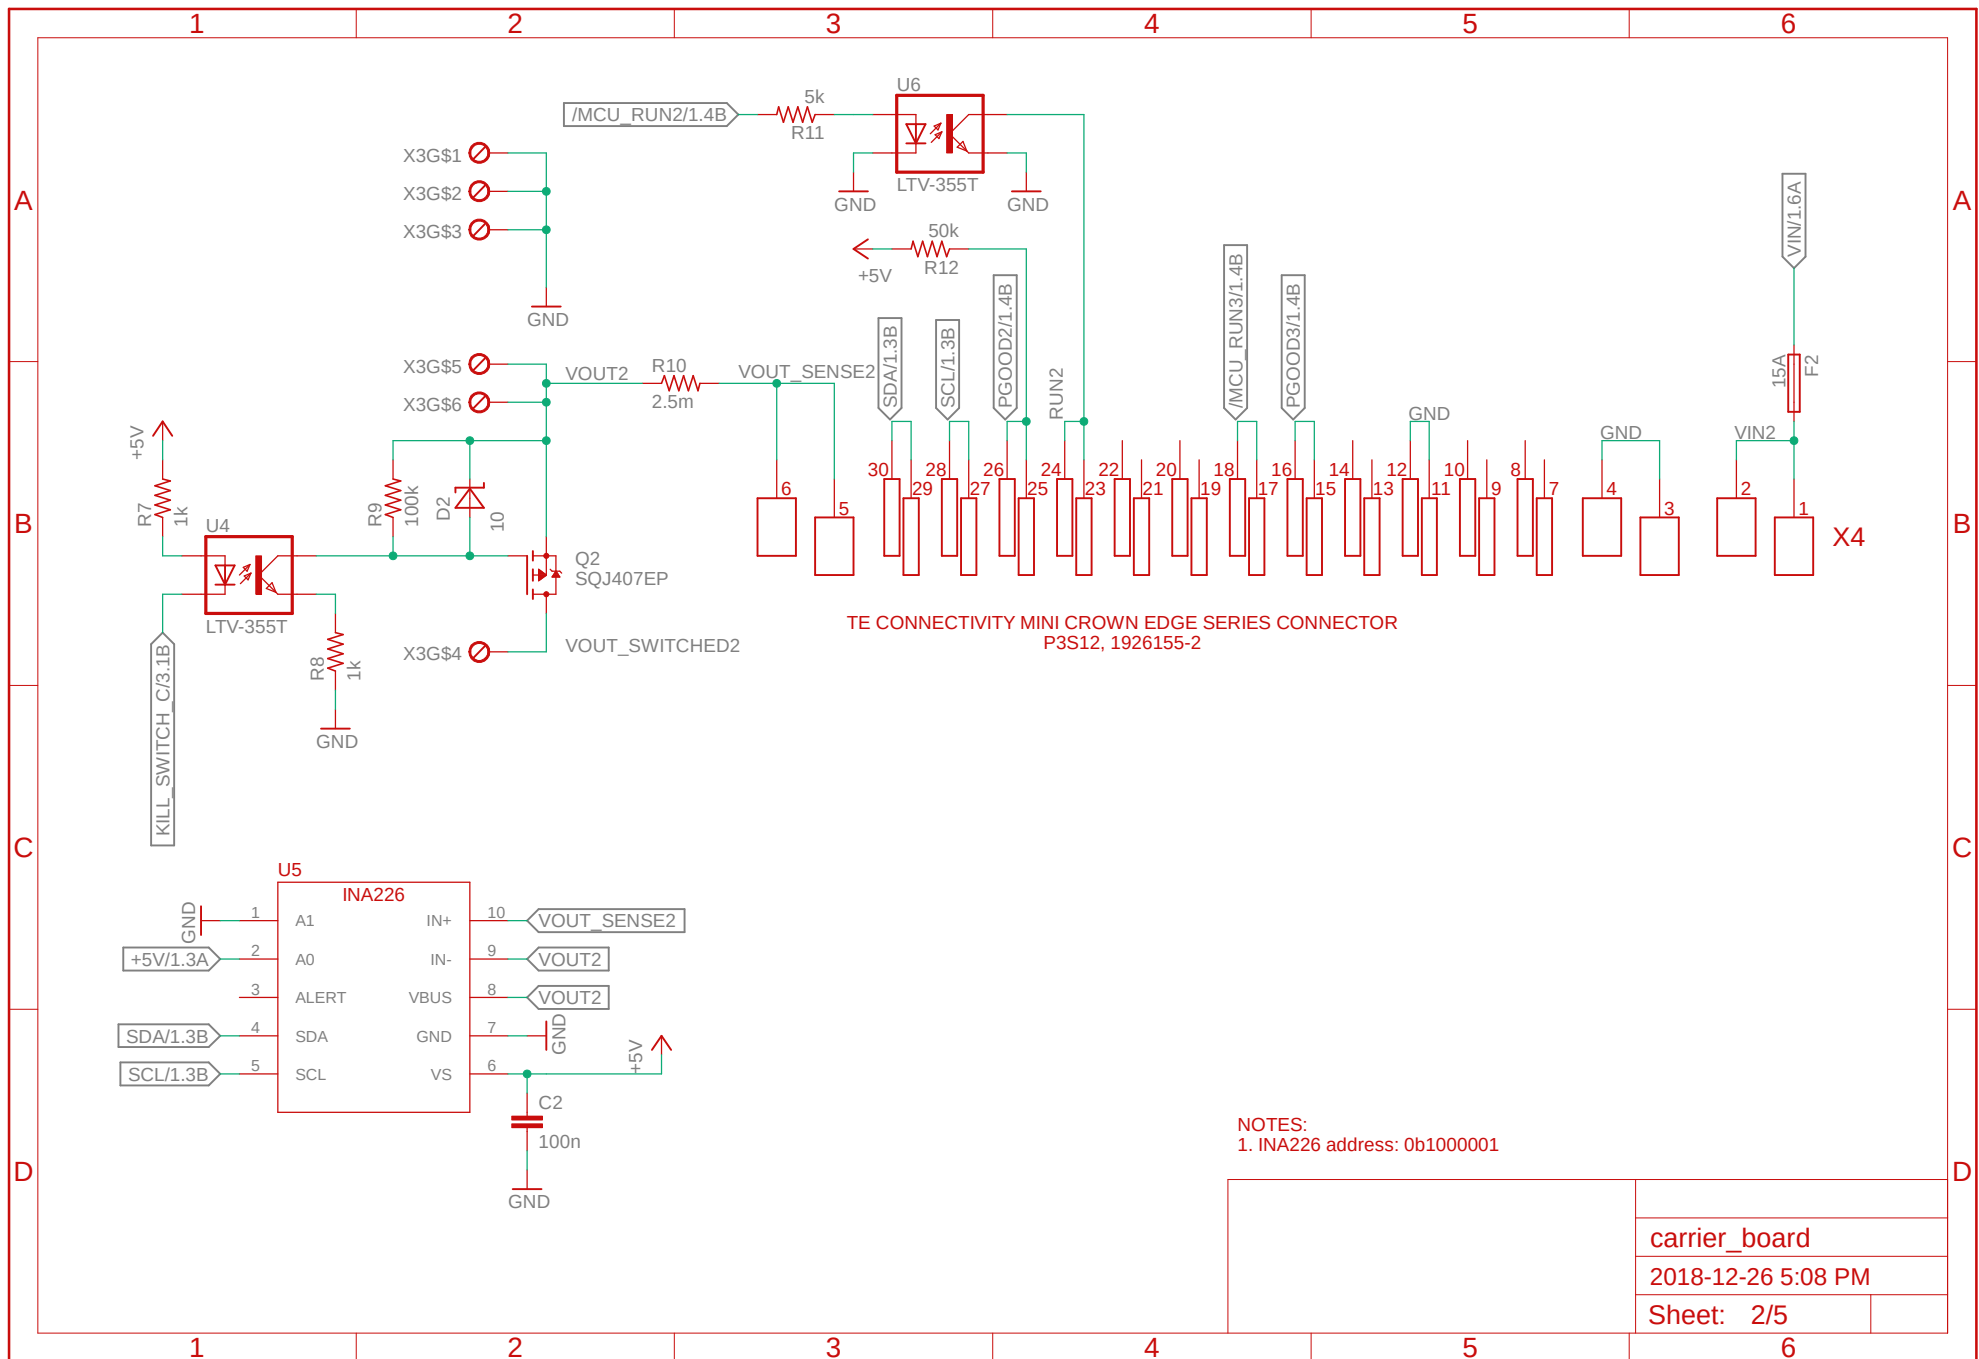 1 2 3 4 5 6
A A
B B
C C
D D
U6
5k
/MCU_RUN2/1.4B
R11
LTV-355T
GND
GND
X3G$1
X3G$2
X3G$3
GND
50k
+5V
R12
VIN/1.6A
SDA/1.3B
SCL/1.3B
PGOOD2/1.4B
RUN2
/MCU_RUN3/1.4B
PGOOD3/1.4B
15A
F2
X3G$5
X3G$6
VOUT2
R10
2.5m
VOUT_SENSE2
GND
GND
VIN2
+5V
R7
1k
U4
LTV-355T
R9
100k
D2
10
Q2
SQJ407EP
6 5 30 29 28 27 26 25 24 23 22 21 20 19 18 17 16 15 14 13 12 11 10 9 8 7 4 3 2 1
X4
TE CONNECTIVITY MINI CROWN EDGE SERIES CONNECTOR
P3S12, 1926155-2
X3G$4
VOUT_SWITCHED2
R8
1k
GND
KILL_SWITCH_C/3.1B
U5
INA226
GND 1 A1 IN+ 10 VOUT_SENSE2
+5V/1.3A 2 A0 IN- 9 VOUT2
3 ALERT VBUS 8 VOUT2
SDA/1.3B 4 SDA GND 7 GND
SCL/1.3B 5 SCL VS 6 +5V
C2
100n
GND
NOTES:
1. INA226 address: 0b1000001
carrier_board
2018-12-26 5:08 PM
Sheet: 2/5
1 2 3 4 5 6